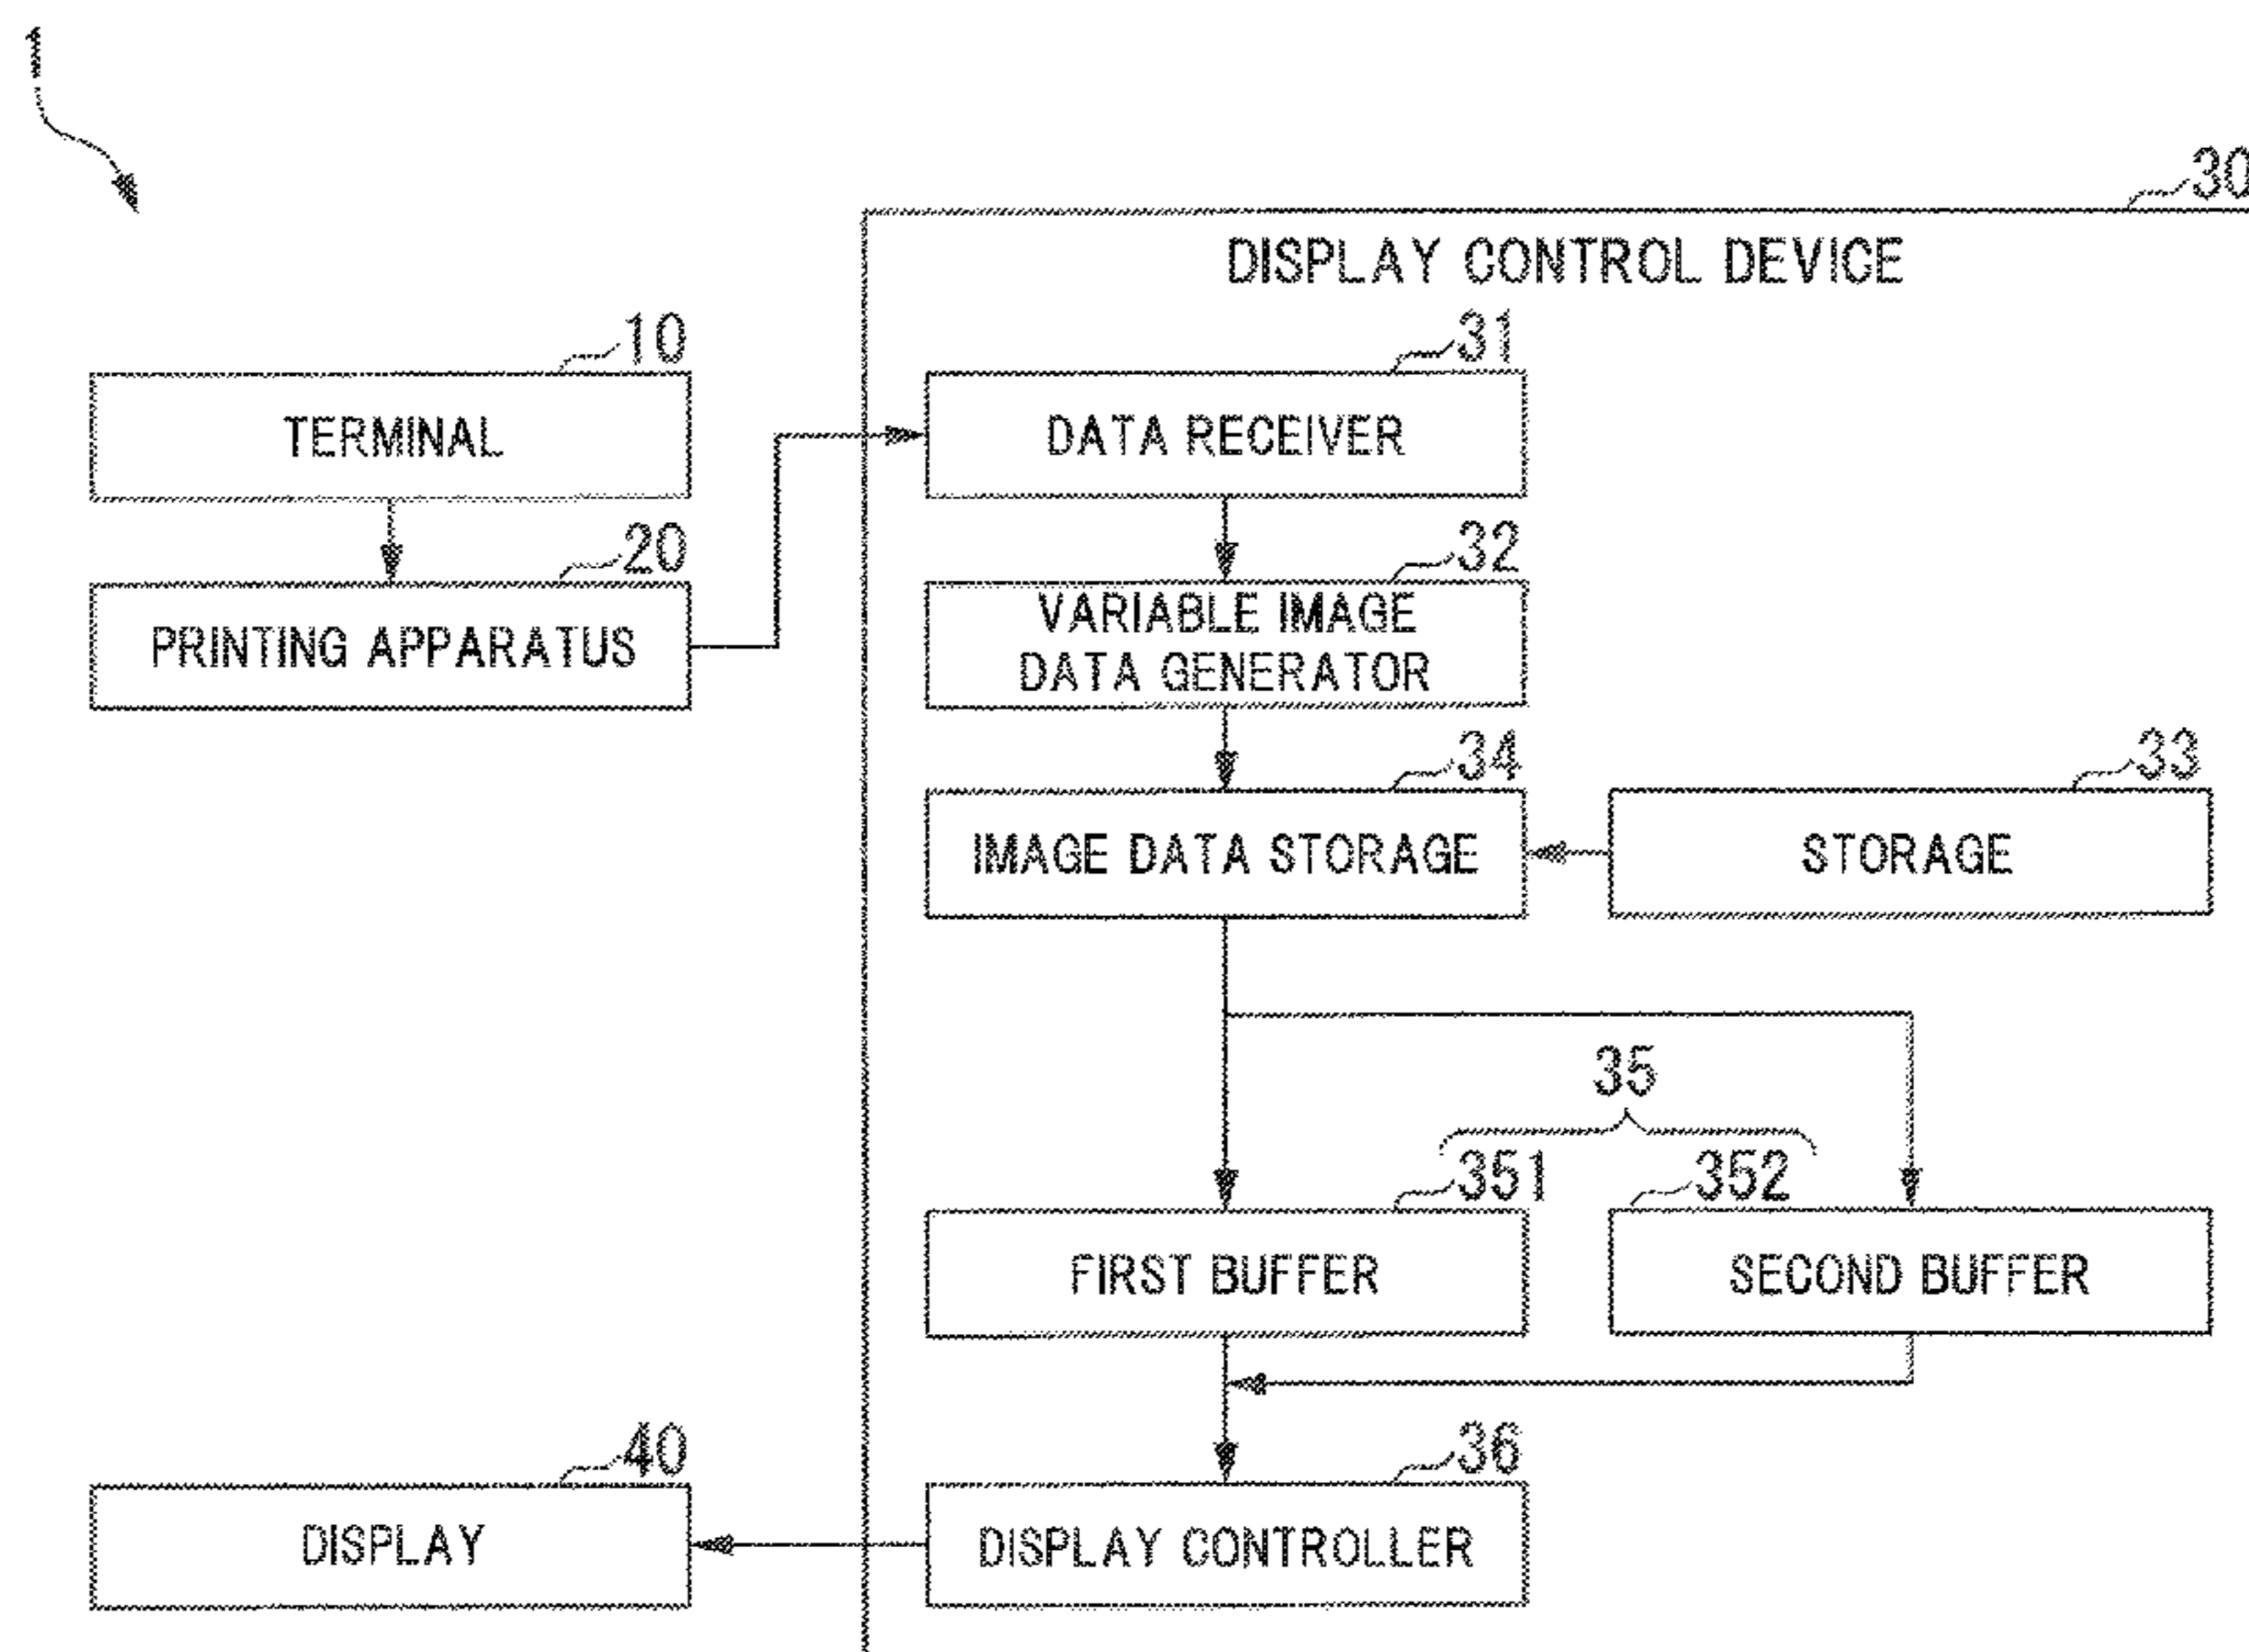 1
30
DISPLAY CONTROL DEVICE
10
31
TERMINAL
DATA RECEIVER
20
32
PRINTING APPARATUS
VARIABLE IMAGE
DATA GENERATOR
34
33
IMAGE DATA STORAGE
STORAGE
35
351
352
FIRST BUFFER
SECOND BUFFER
40
36
DISPLAY
DISPLAY CONTROLLER